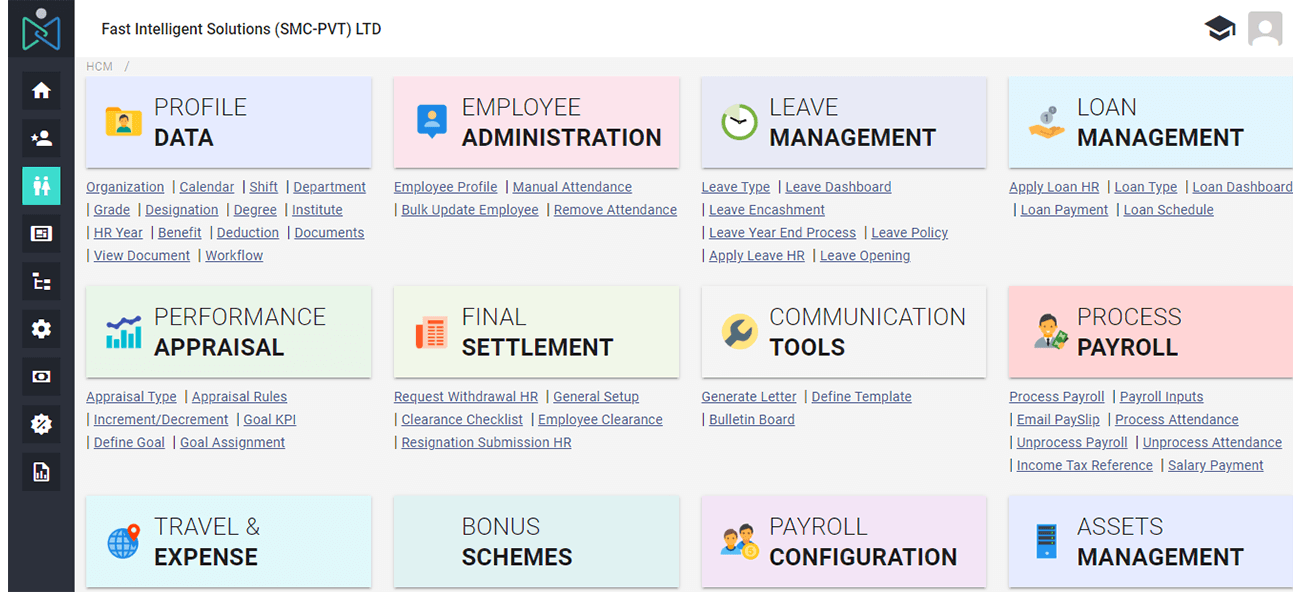 Fast Intelligent Solutions (SMC-PVT) LTD
HCM /
PROFILE
DATA
Organization | Calendar | Shift | Department
| Grade | Designation | Degree | Institute
| HR Year | Benefit | Deduction | Documents
| View Document | Workflow
EMPLOYEE
ADMINISTRATION
Employee Profile | Manual Attendance
| Bulk Update Employee | Remove Attendance
LEAVE
MANAGEMENT
Leave Type | Leave Dashboard
| Leave Encashment
| Leave Year End Process | Leave Policy
| Apply Leave HR | Leave Opening
LOAN
MANAGEMENT
Apply Loan HR | Loan Type | Loan Dashboard
| Loan Payment | Loan Schedule
PERFORMANCE
APPRAISAL
Appraisal Type | Appraisal Rules
| Increment/Decrement | Goal KPI
| Define Goal | Goal Assignment
FINAL
SETTLEMENT
Request Withdrawal HR | General Setup
| Clearance Checklist | Employee Clearance
| Resignation Submission HR
COMMUNICATION
TOOLS
Generate Letter | Define Template
| Bulletin Board
PROCESS
PAYROLL
Process Payroll | Payroll Inputs
| Email PaySlip | Process Attendance
| Unprocess Payroll | Unprocess Attendance
| Income Tax Reference | Salary Payment
TRAVEL &
EXPENSE
BONUS
SCHEMES
PAYROLL
CONFIGURATION
ASSETS
MANAGEMENT